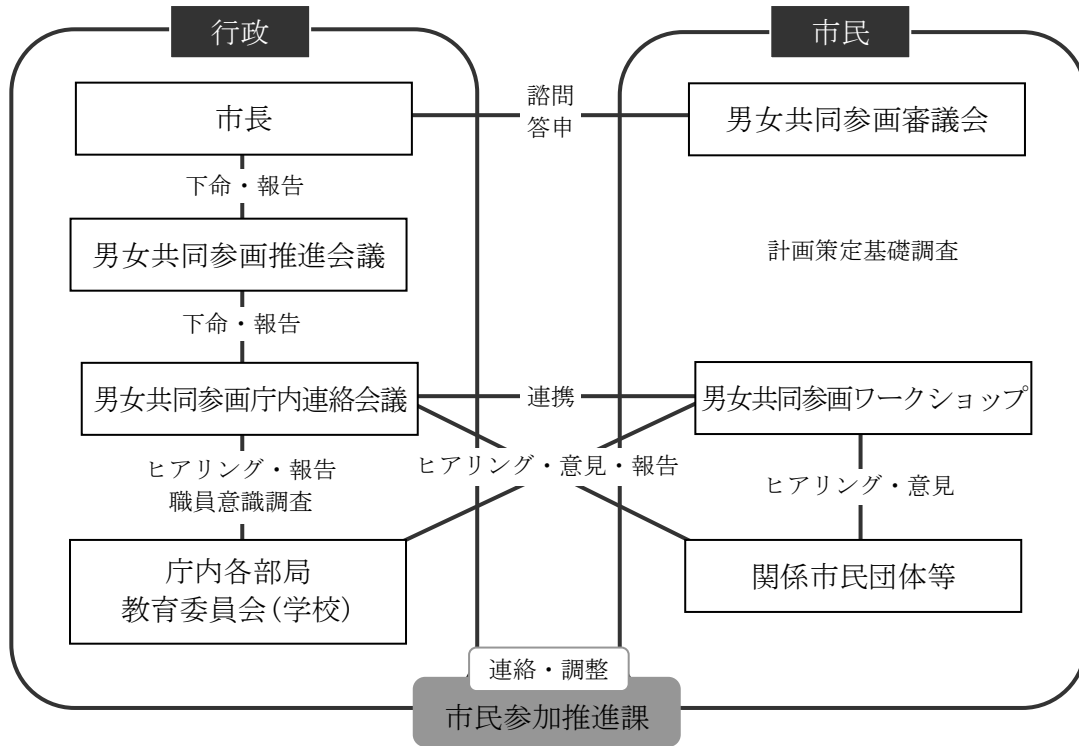 行政
市民
市長
諮問
答申
男女共同参画審議会
下命・報告
男女共同参画推進会議
計画策定基礎調査
下命・報告
男女共同参画庁内連絡会議
連携
男女共同参画ワークショップ
ヒアリング・報告
職員意識調査
ヒアリング・意見・報告
ヒアリング・意見
庁内各部局
教育委員会(学校)
関係市民団体等
連絡・調整
市民参加推進課